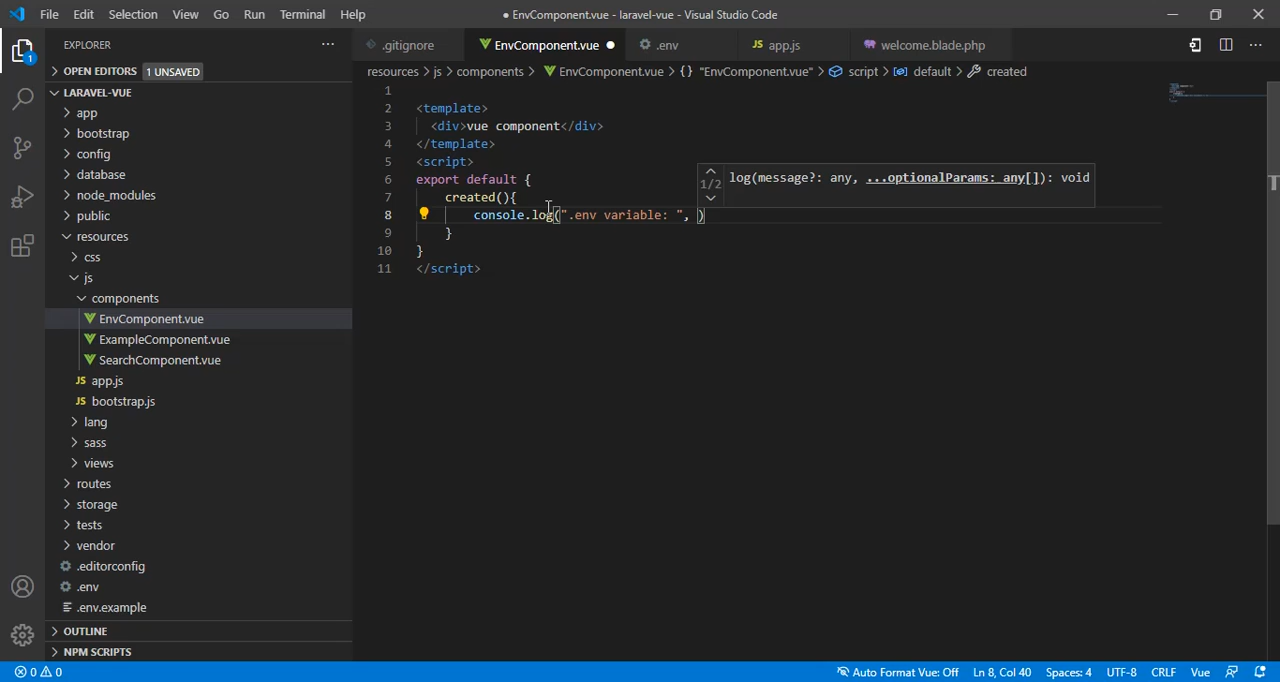 File Edit Selection View Go Run Terminal Help
● EnvComponent.vue - laravel-vue - Visual Studio Code
EXPLORER ...
OPEN EDITORS 1 UNSAVED
LARAVEL-VUE
app
bootstrap
config
database
node_modules
public
resources
css
js
components
EnvComponent.vue
ExampleComponent.vue
SearchComponent.vue
JS app.js
JS bootstrap.js
lang
sass
views
routes
storage
tests
vendor
.editorconfig
.env
.env.example
OUTLINE
NPM SCRIPTS
1
.gitignore EnvComponent.vue ● .env JS app.js welcome.blade.php ...
resources > js > components > EnvComponent.vue > {} "EnvComponent.vue" > script > default > created
1
2 <template>
3 <div>vue component</div>
4 </template>
5 <script>
6 export default {
7 created(){
8 console.log(".env variable: ", )
9 }
10 }
11 </script>
1/2 log(message?: any, ...optionalParams: any[]): void
0 0
Auto Format Vue: Off Ln 8, Col 40 Spaces: 4 UTF-8 CRLF Vue